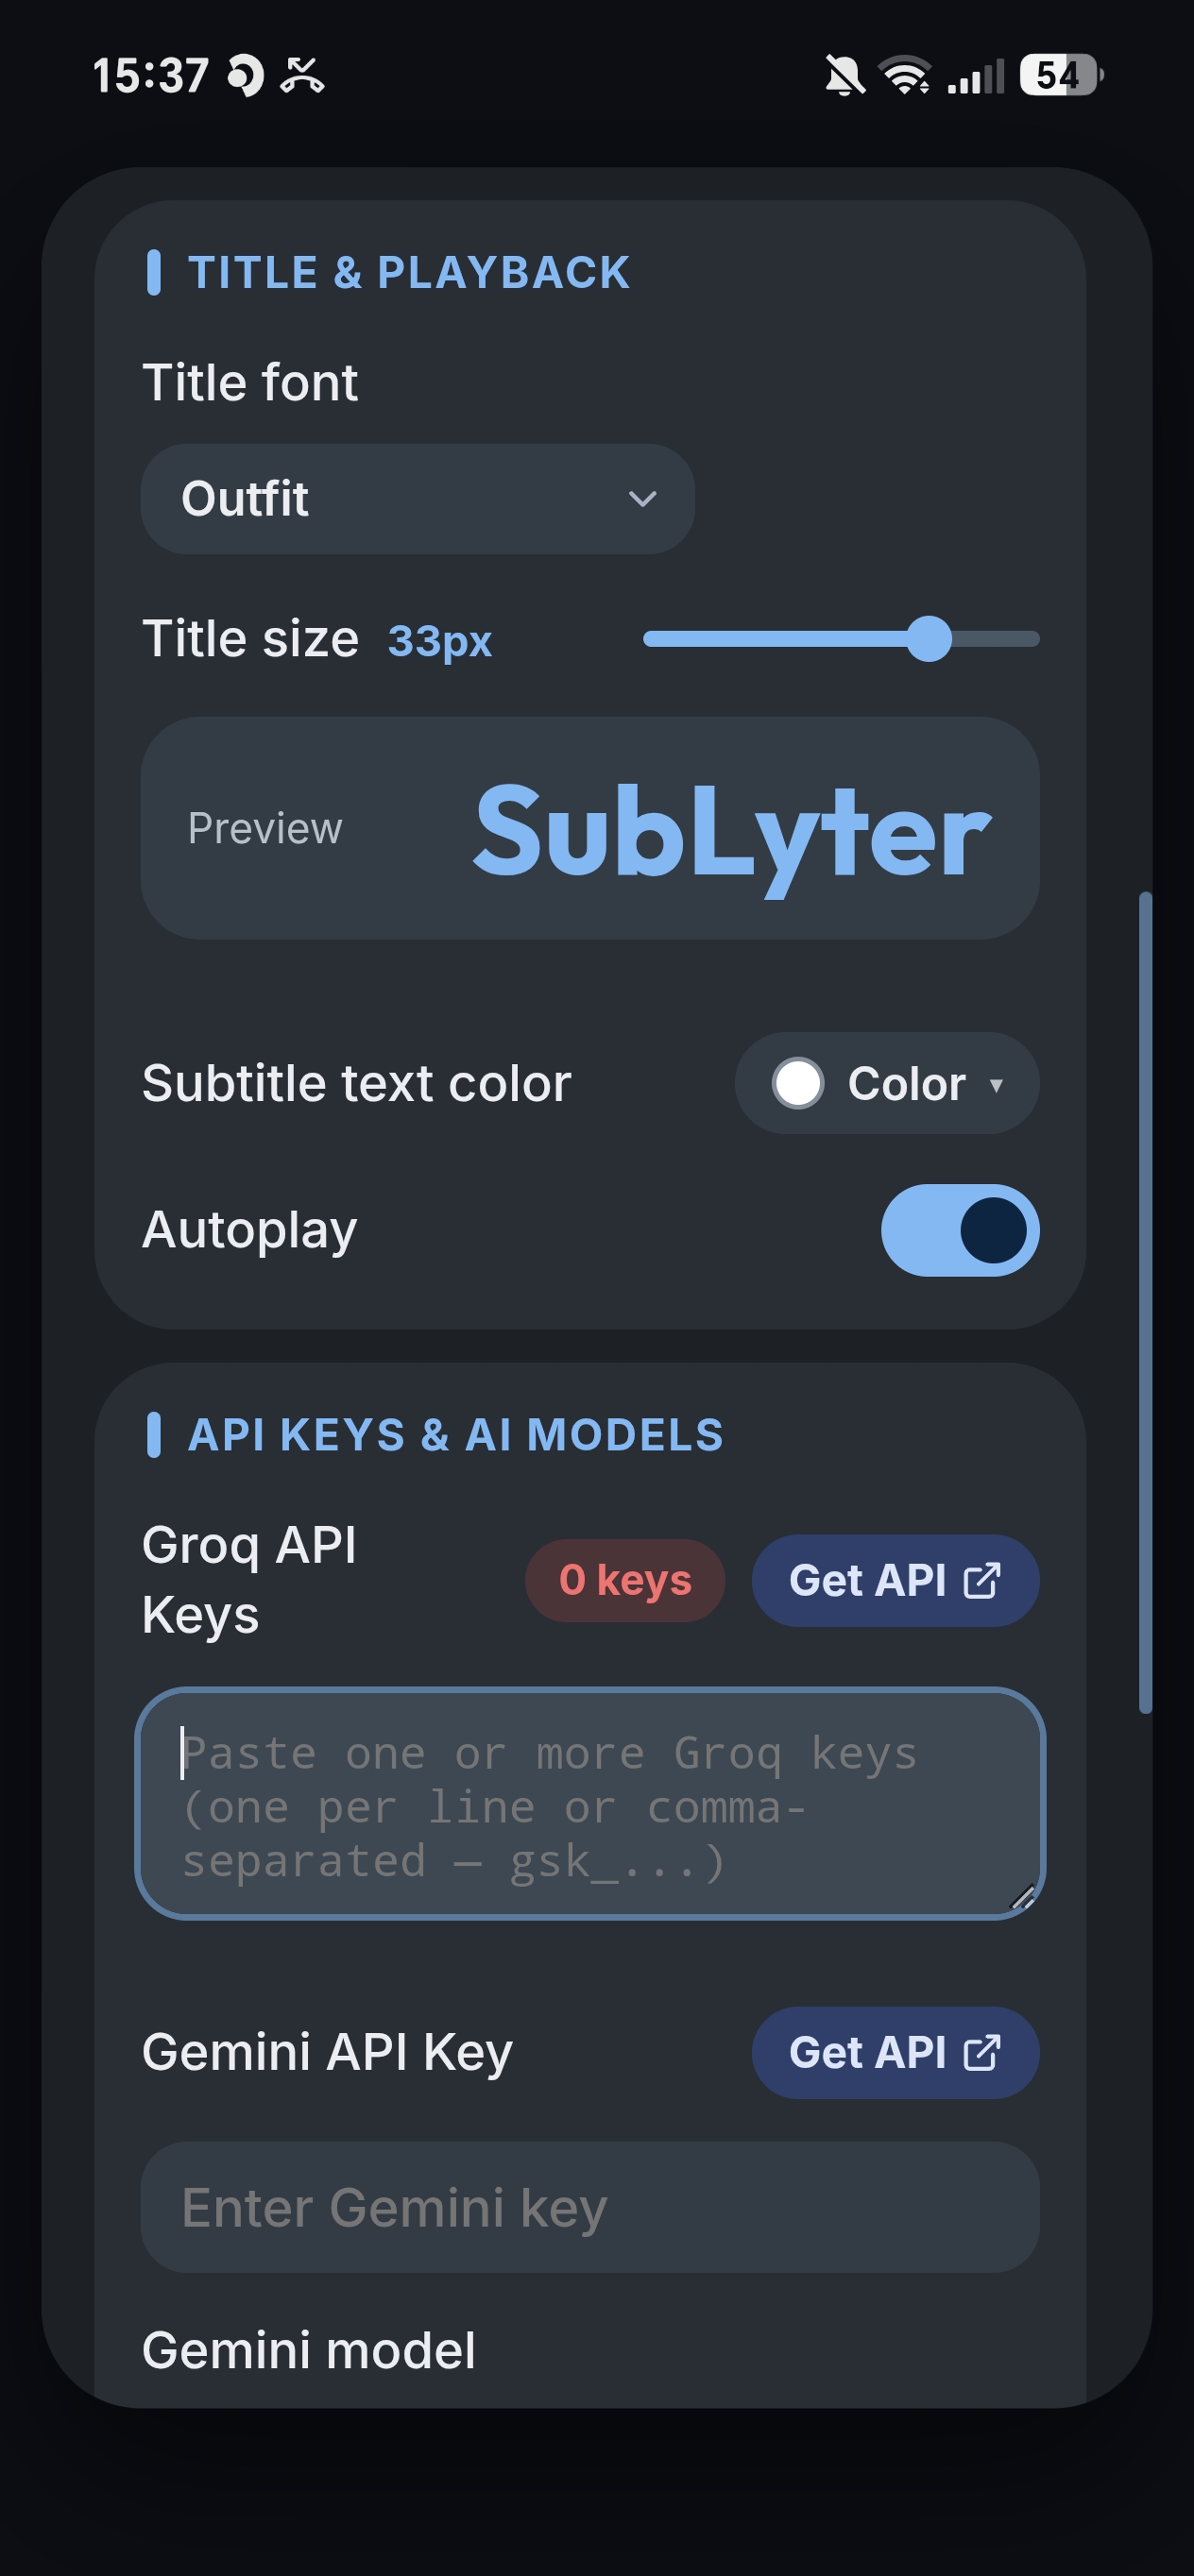 15:37
54
TITLE & PLAYBACK
Title font
Outfit
Title size 33px
Preview SubLyter
Subtitle text color Color ▾
Autoplay
API KEYS & AI MODELS
Groq API
Keys
0 keys Get API
Paste one or more Groq keys
(one per line or comma-
separated — gsk_...)
Gemini API Key Get API
Enter Gemini key
Gemini model